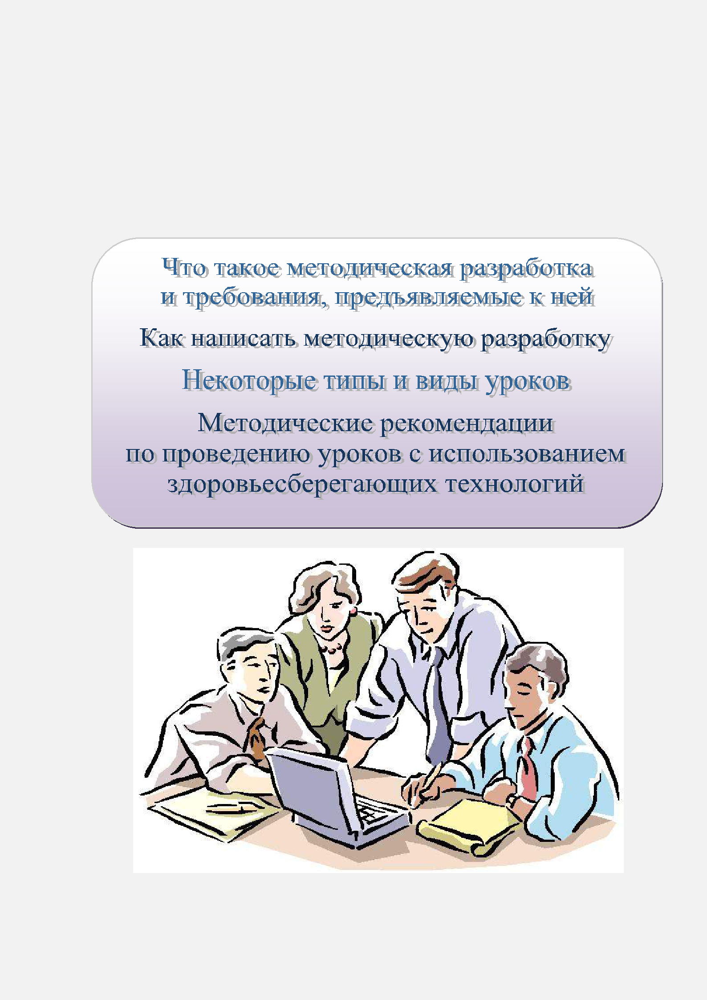 Что такое методическая разработка
и требования, предъявляемые к ней
Как написать методическую разработку
Некоторые типы и виды уроков
Методические рекомендации
по проведению уроков с использованием
здоровьесберегающих технологий